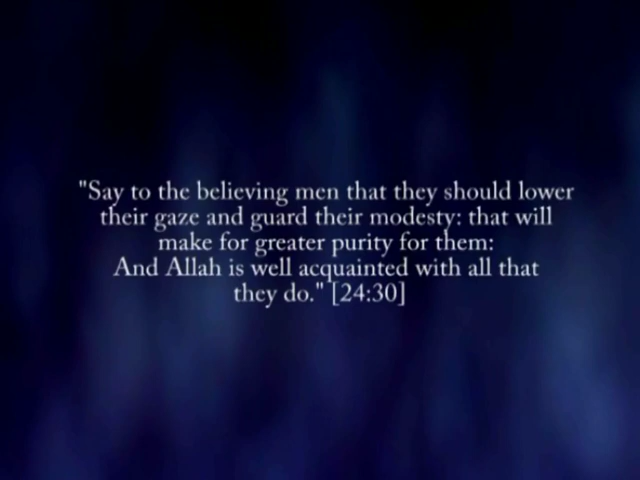 "Say to the believing men that they should lower
their gaze and guard their modesty: that will
make for greater purity for them:
And Allah is well acquainted with all that
they do." [24:30]